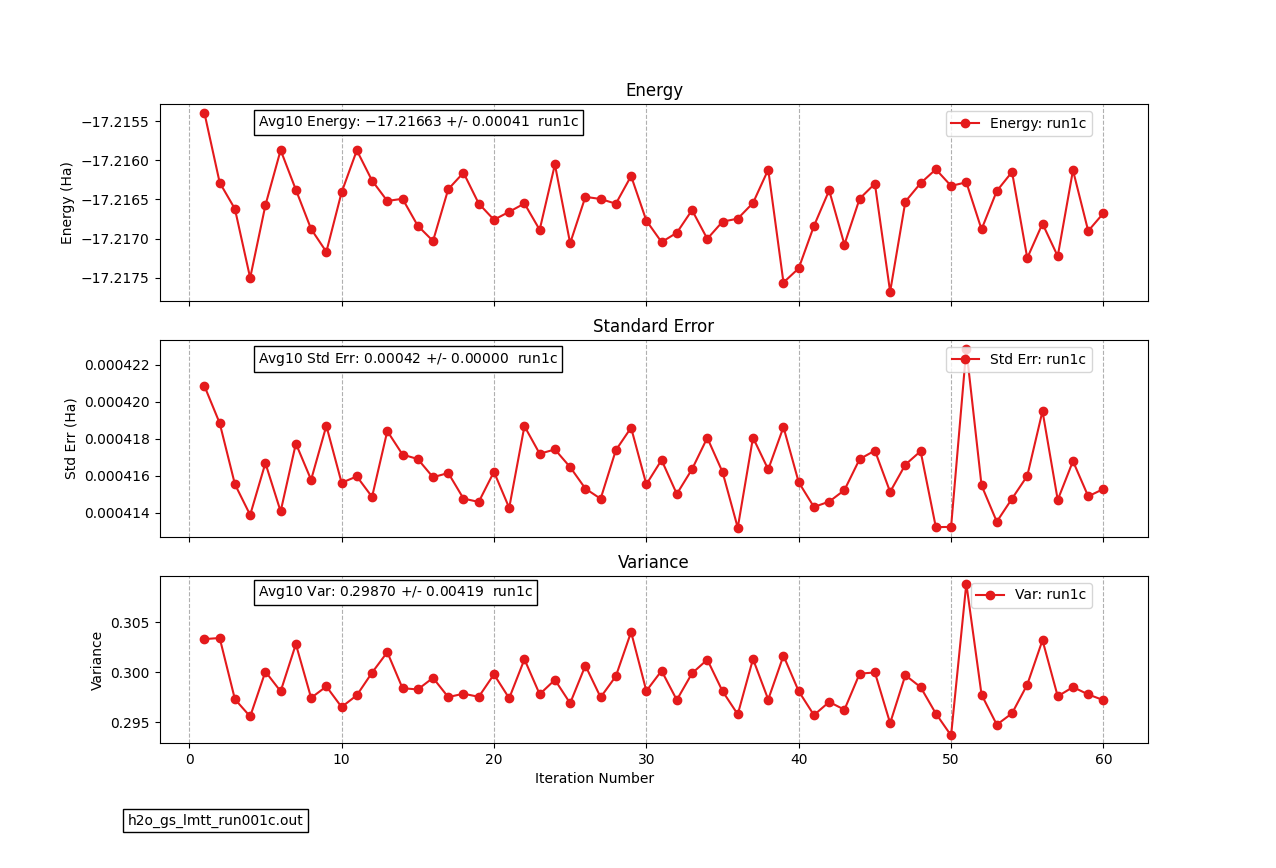 Energy
Energy (Ha)
−17.2155
−17.2160
−17.2165
−17.2170
−17.2175
Avg10 Energy: −17.21663 +/- 0.00041 run1c
Energy: run1c
Standard Error
Std Err (Ha)
0.000422
0.000420
0.000418
0.000416
0.000414
Avg10 Std Err: 0.00042 +/- 0.00000 run1c
Std Err: run1c
Variance
Variance
0.305
0.300
0.295
Avg10 Var: 0.29870 +/- 0.00419 run1c
Var: run1c
0 10 20 30 40 50 60
Iteration Number
h2o_gs_lmtt_run001c.out